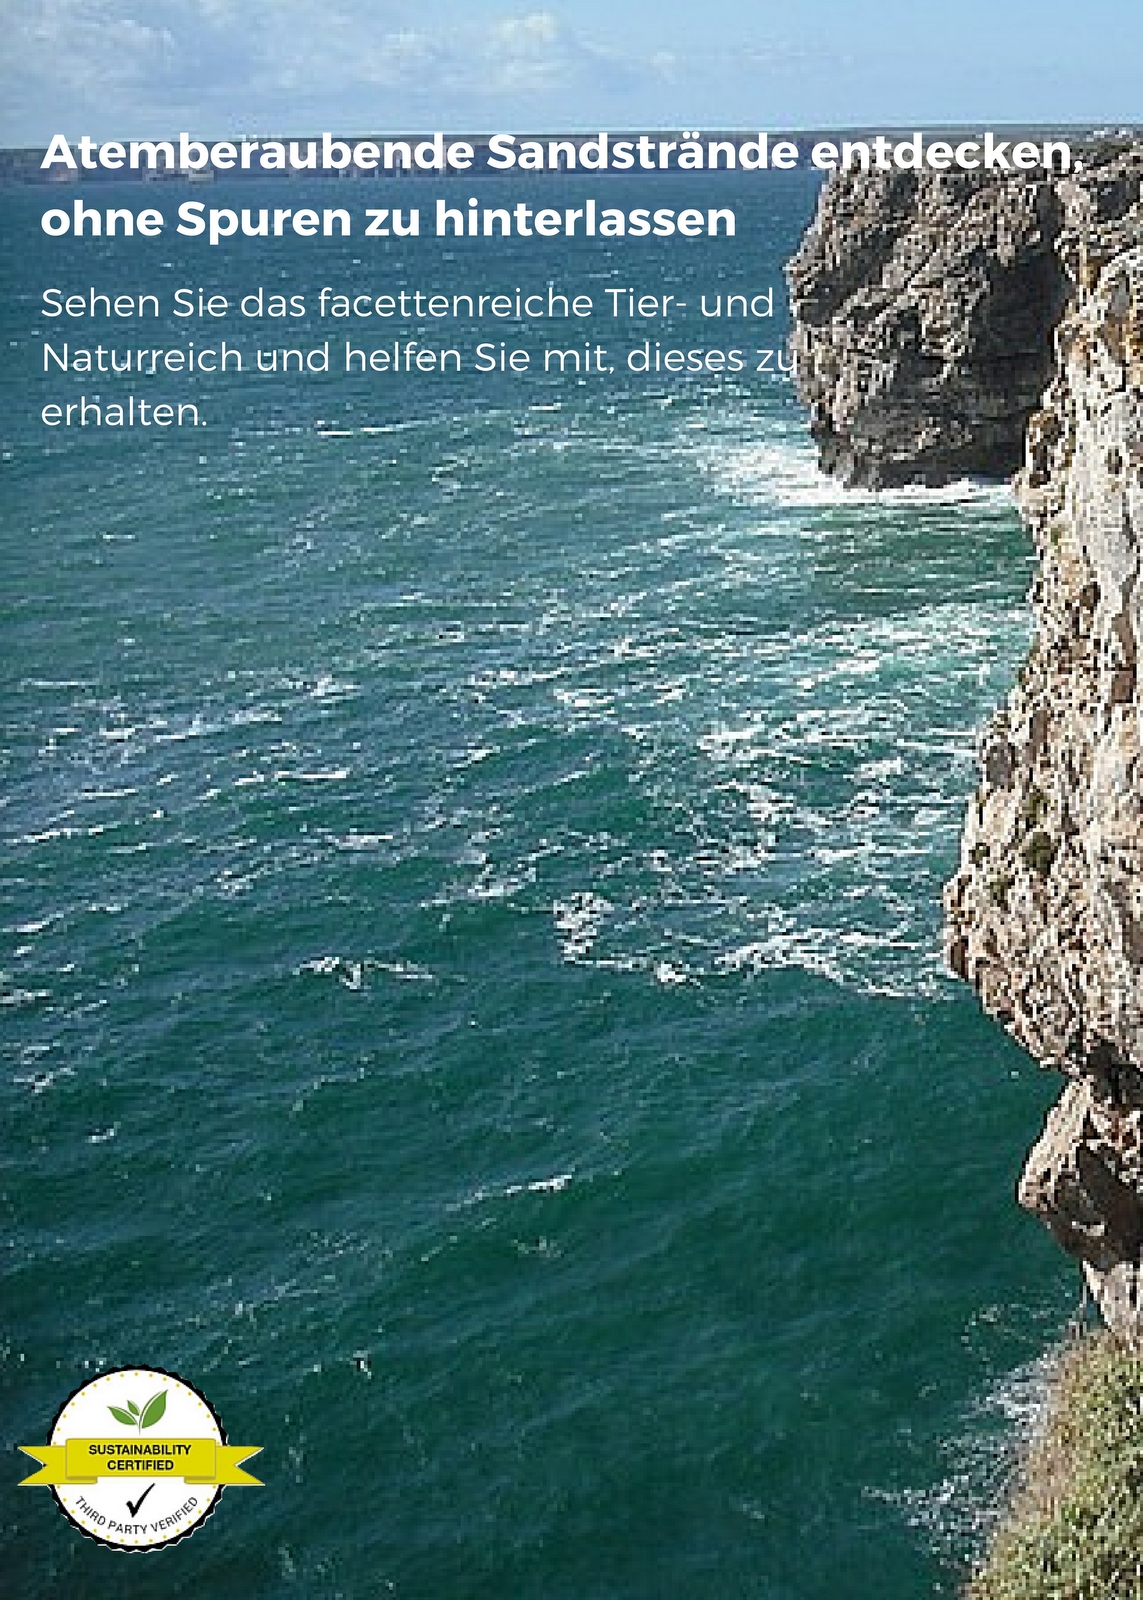 Atemberaubende Sandstrände entdecken,
ohne Spuren zu hinterlassen
Sehen Sie das facettenreiche Tier- und
Naturreich und helfen Sie mit, dieses zu
erhalten.
SUSTAINABILITY
CERTIFIED
THIRD PARTY VERIFIED